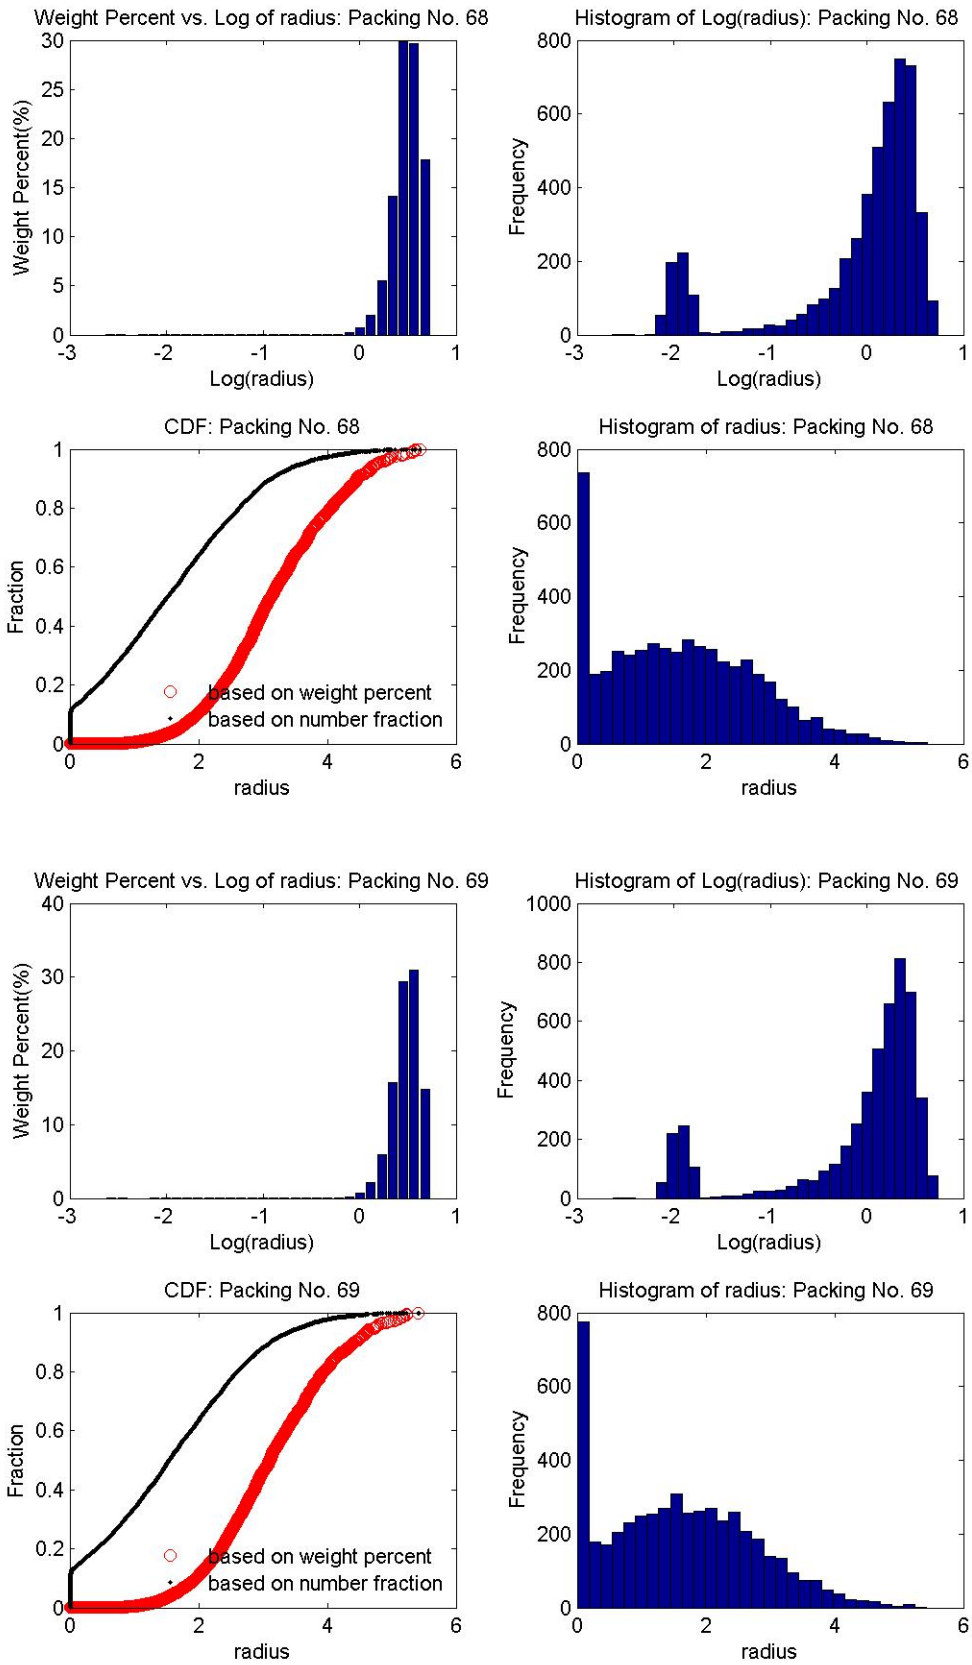 Weight Percent vs. Log of radius: Packing No. 68
Histogram of Log(radius): Packing No. 68
30
25
20
15
10
5
0
Weight Percent(%)
-3 -2 -1 0 1
Log(radius)
800
600
400
200
0
Frequency
-3 -2 -1 0 1
Log(radius)
CDF: Packing No. 68
Histogram of radius: Packing No. 68
1
0.8
0.6
0.4
0.2
0
Fraction
based on weight percent
based on number fraction
0 2 4 6
radius
800
600
400
200
0
Frequency
0 2 4 6
radius
Weight Percent vs. Log of radius: Packing No. 69
Histogram of Log(radius): Packing No. 69
40
30
20
10
0
Weight Percent(%)
-3 -2 -1 0 1
Log(radius)
1000
800
600
400
200
0
Frequency
-3 -2 -1 0 1
Log(radius)
CDF: Packing No. 69
Histogram of radius: Packing No. 69
1
0.8
0.6
0.4
0.2
0
Fraction
based on weight percent
based on number fraction
0 2 4 6
radius
800
600
400
200
0
Frequency
0 2 4 6
radius